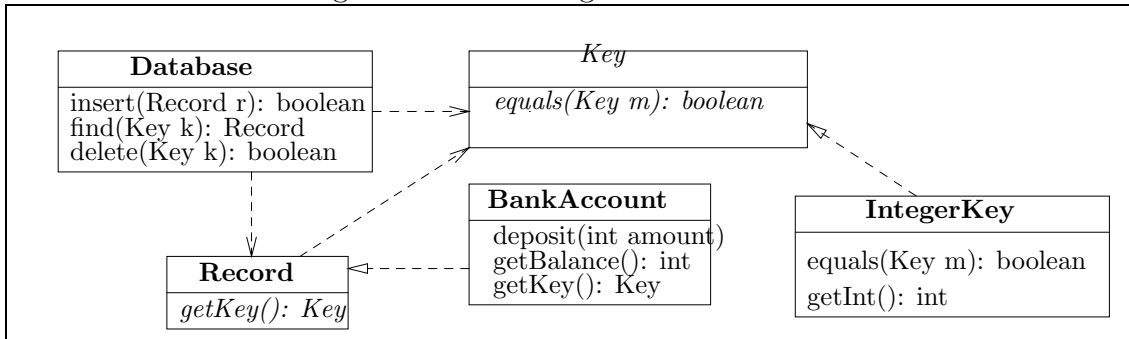 Database
insert(Record r): boolean
find(Key k): Record
delete(Key k): boolean
Key
equals(Key m): boolean
BankAccount
deposit(int amount)
getBalance(): int
getKey(): Key
IntegerKey
equals(Key m): boolean
getInt(): int
Record
getKey(): Key